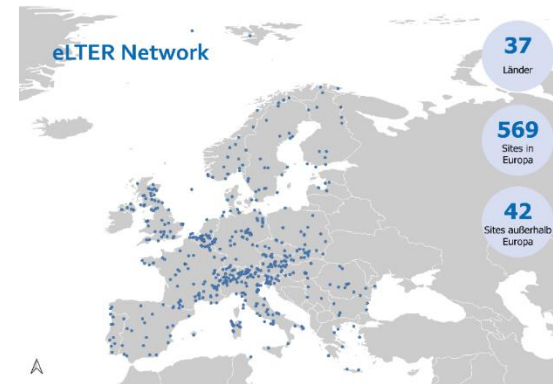 eLTER Network
37
Länder
569
Sites in
Europa
42
Sites außerhalb
Europa